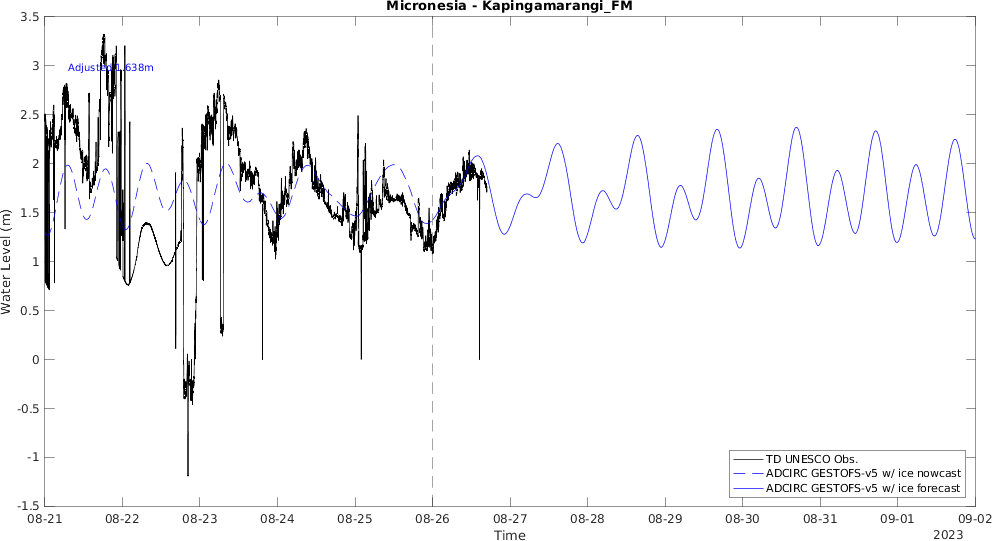 Micronesia - Kapingamarangi_FM
3.5
3
2.5
2
1.5
1
0.5
0
-0.5
-1
-1.5
Water Level (m)
Adjusted 1.638m
TD UNESCO Obs.
ADCIRC GESTOFS-v5 w/ ice nowcast
ADCIRC GESTOFS-v5 w/ ice forecast
08-21 08-22 08-23 08-24 08-25 08-26 08-27 08-28 08-29 08-30 08-31 09-01 09-02
Time
2023